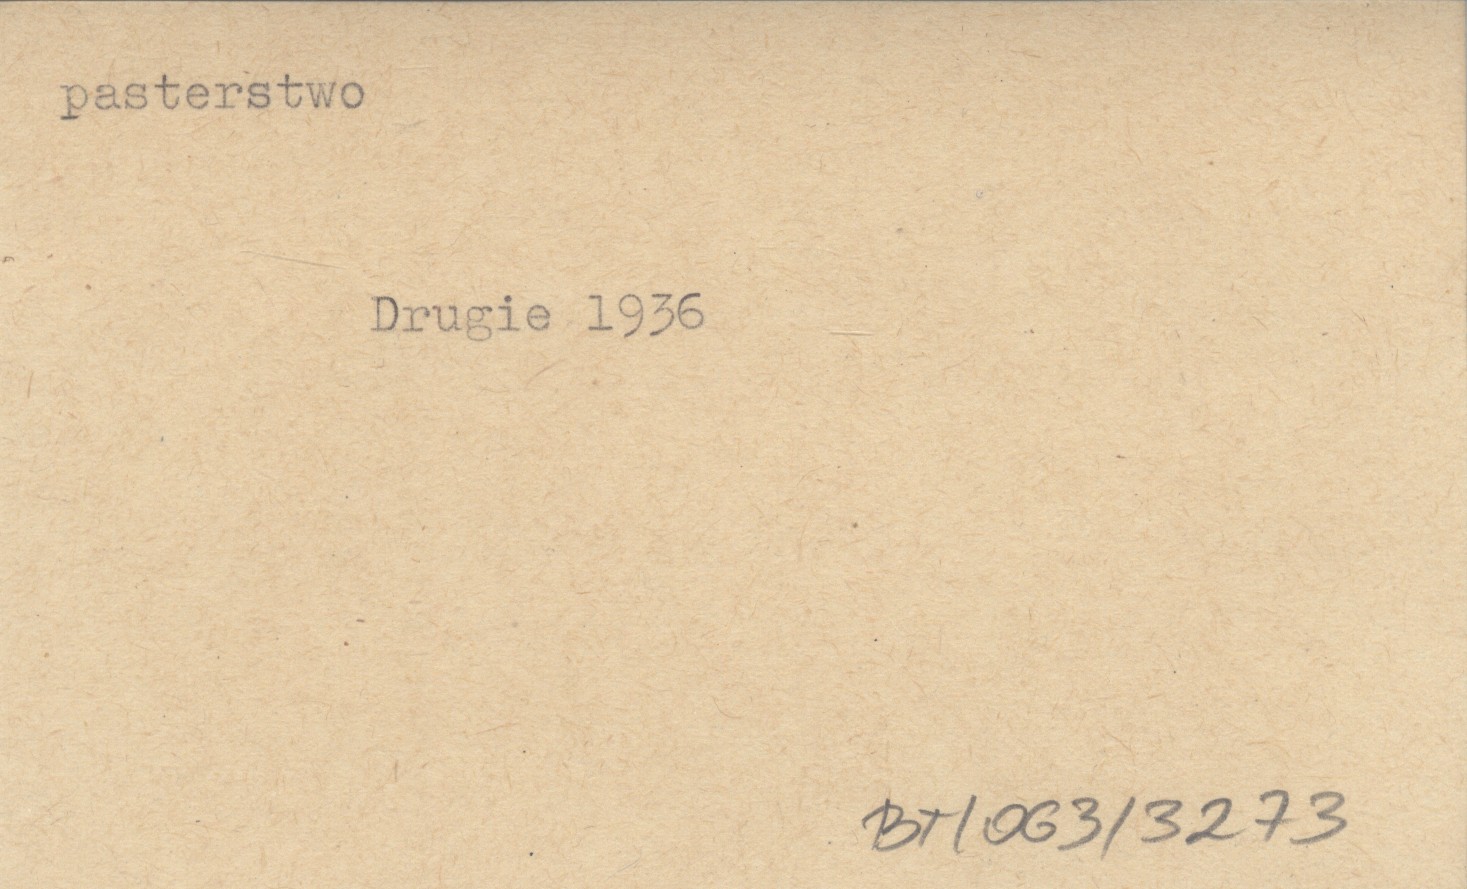 pasterstwo
Drugie 1936
BT/063/3273